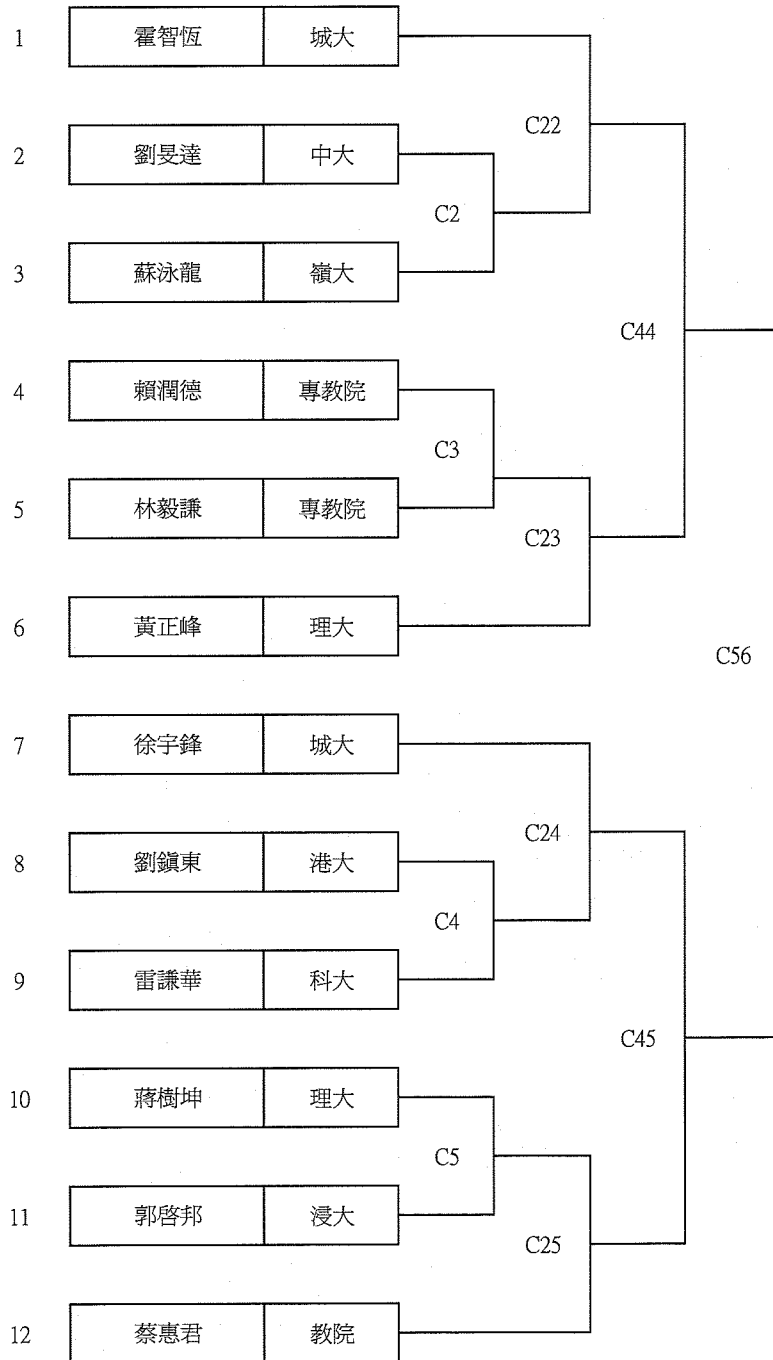 1 霍智恆 城大
C22
2 劉旻達 中大
C2
3 蘇泳龍 嶺大
C44
4 賴潤德 專教院
C3
5 林毅謙 專教院
C23
6 黃正峰 理大
C56
7 徐宇鋒 城大
C24
8 劉鎭東 港大
C4
9 雷謙華 科大
C45
10 蔣樹坤 理大
C5
11 郭啓邦 浸大
C25
12 蔡惠君 教院